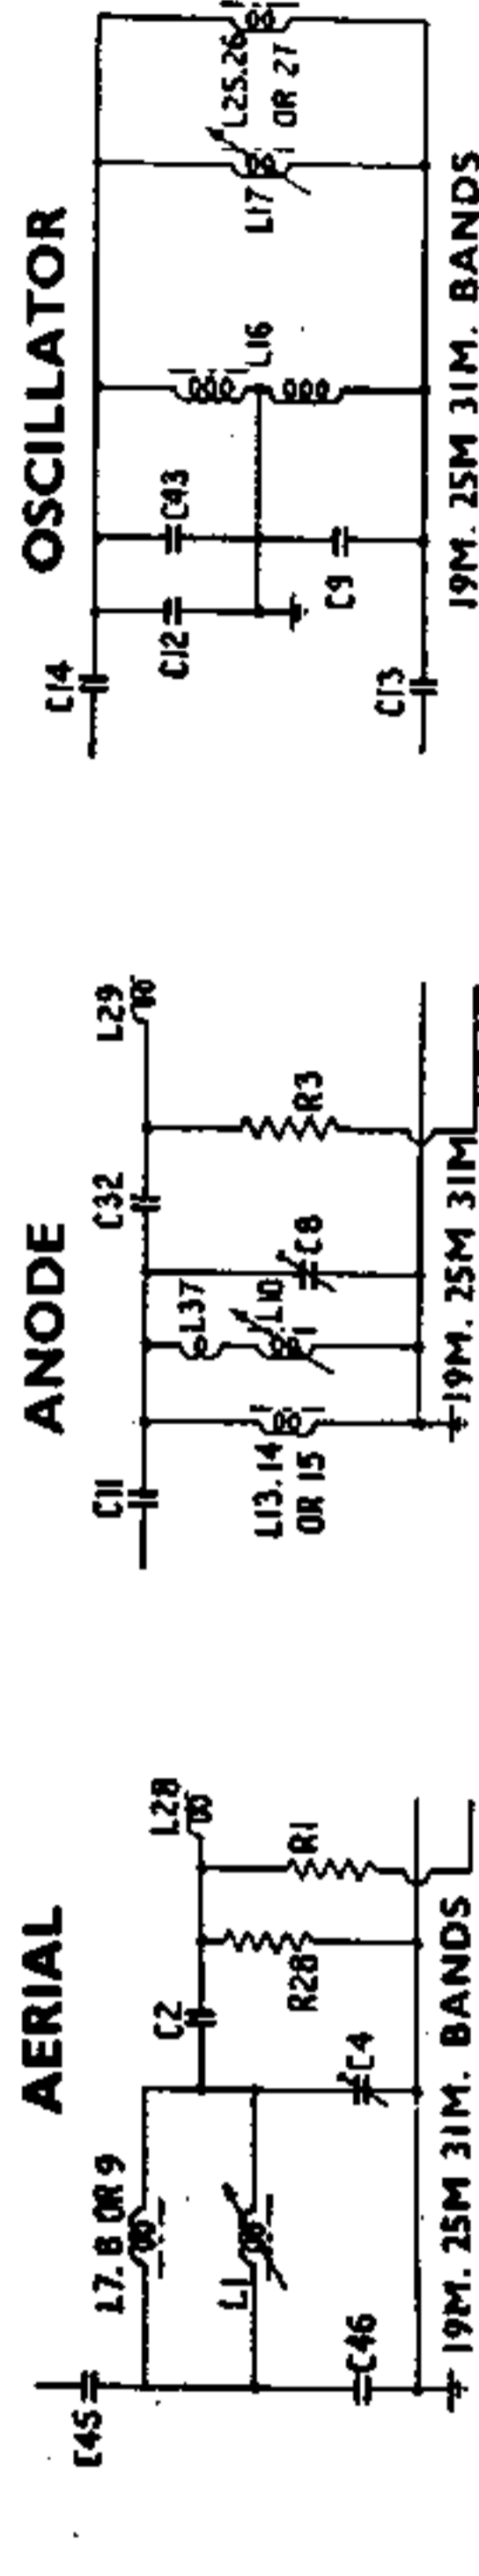 AERIAL
C45
L7. 8 OR 9
L1
C46
C2
L28
R28
R1
C4
19M. 25M 31M. BANDS
ANODE
C11
L13.14
OR 15
L37
L10
C8
C32
L29
R3
19M. 25M 31M
OSCILLATOR
C14
C12
C43
C9
C13
L16
L17
L25.26
OR 27
19M. 25M 31M. BANDS